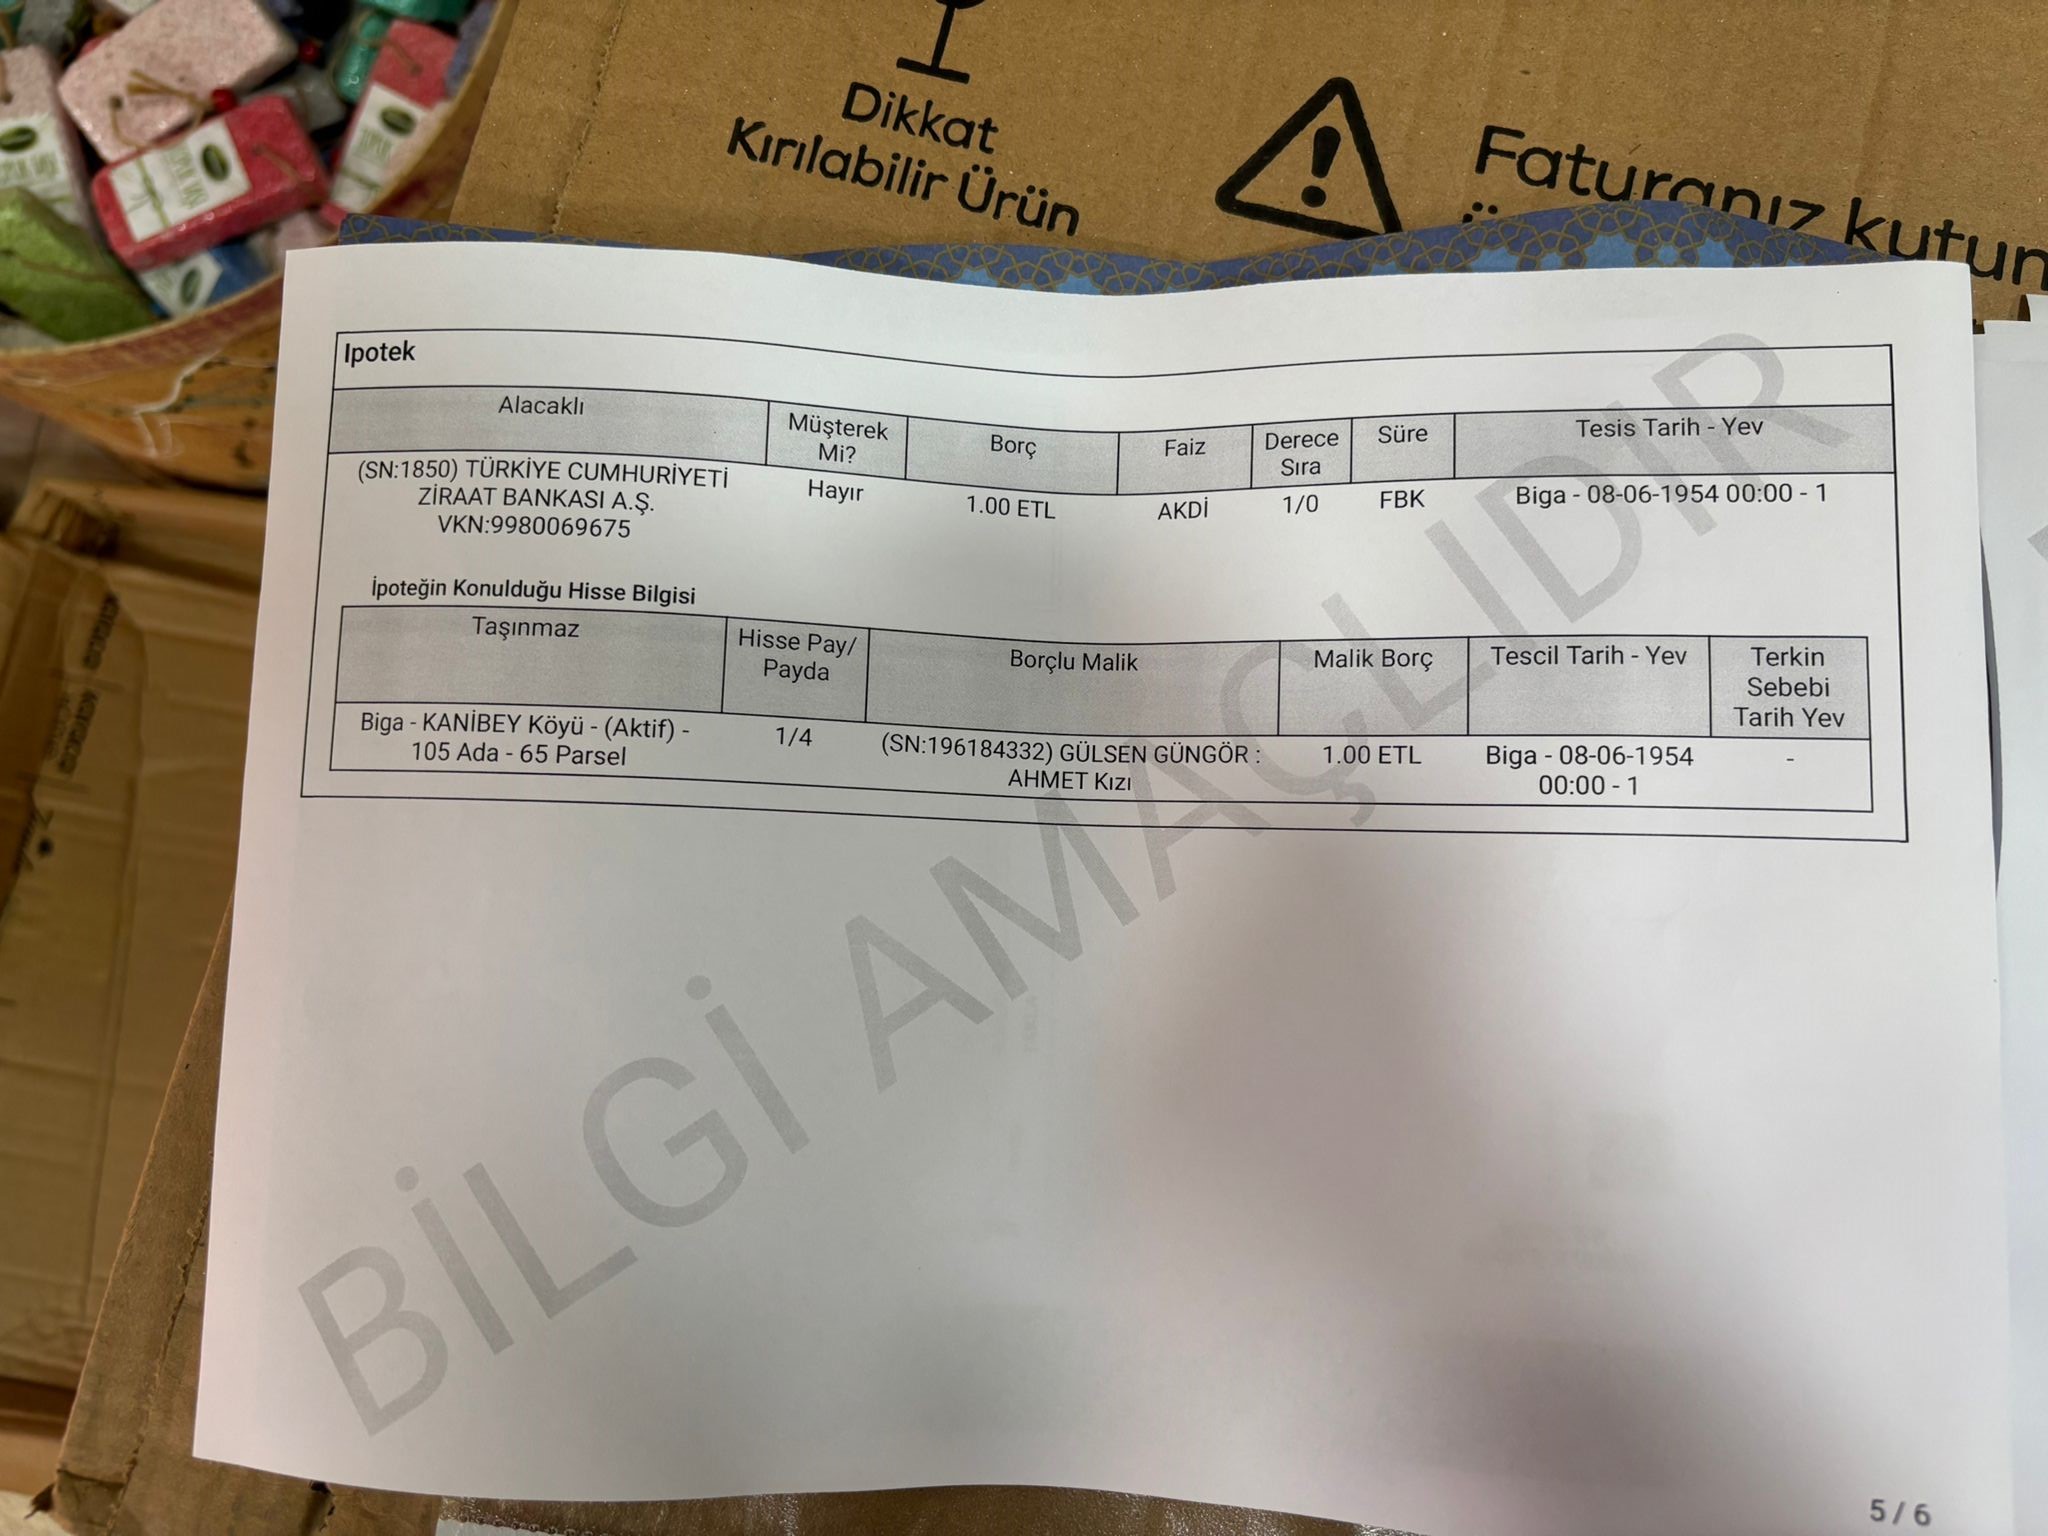 Dikkat
Kırılabilir Ürün
Faturanız kutun
Ipotek
Alacaklı
Müşterek Mi?
Borç
Faiz
Derece Sıra
Süre
Tesis Tarih - Yev
(SN:1850) TÜRKİYE CUMHURİYETİ
ZİRAAT BANKASI A.Ş.
VKN:9980069675
Hayır
1.00 ETL
AKDİ
1/0
FBK
Biga - 08-06-1954 00:00 - 1
İpoteğin Konulduğu Hisse Bilgisi
Taşınmaz
Hisse Pay/
Payda
Borçlu Malik
Malik Borç
Tescil Tarih - Yev
Terkin
Sebebi
Tarih Yev
Biga - KANİBEY Köyü - (Aktif) -
105 Ada - 65 Parsel
1/4
(SN:196184332) GÜLSEN GÜNGÖR :
AHMET Kızı
1.00 ETL
Biga - 08-06-1954
00:00 - 1
-
BİLGİ AMAÇLIDIR
5 / 6